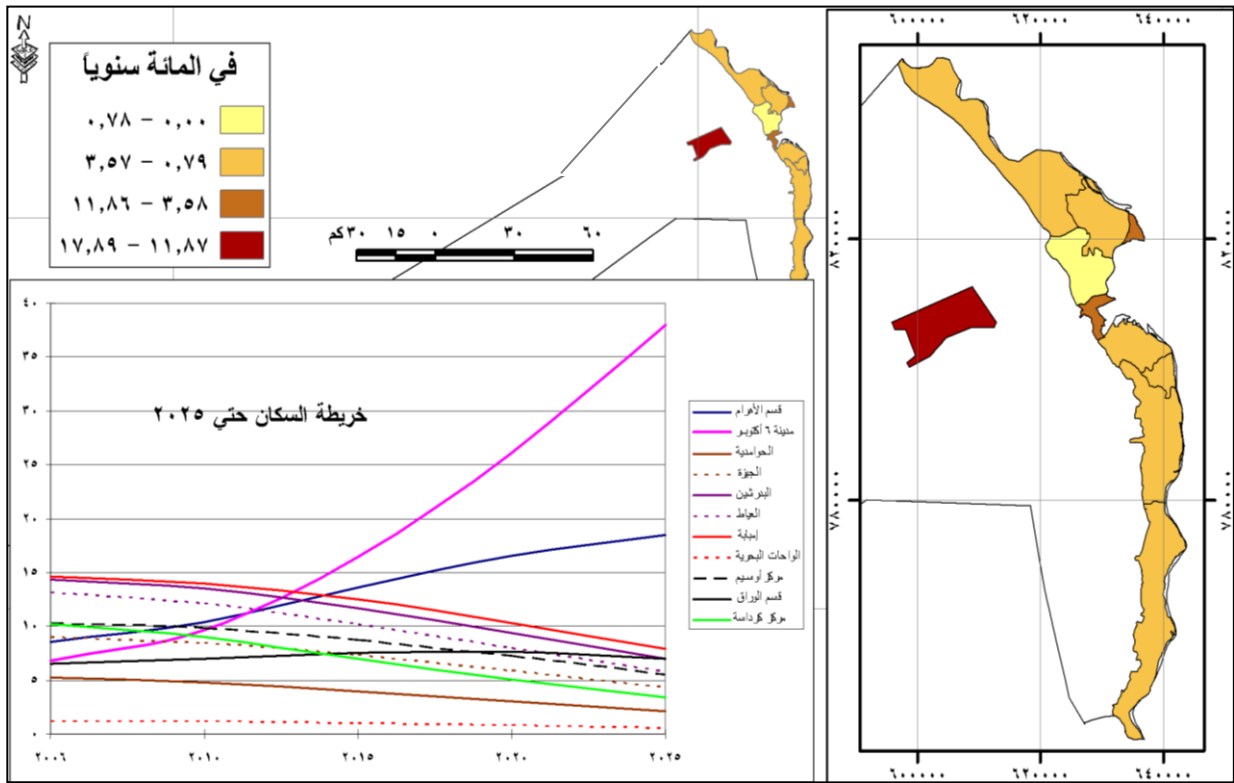 N
في المائة سنوياً
٠,٠٠ - ٠,٧٨
٠,٧٩ - ٣,٥٧
٣,٥٨ - ١١,٨٦
١١,٨٧ - ١٧,٨٩
٣٠ ١٥ ٠ ٣٠ ٦٠ كم
خريطة السكان حتي ٢٠٢٥
٤٠
٣٥
٣٠
٢٥
٢٠
١٥
١٠
٥
٠
٢٠٠٦ ٢٠١٠ ٢٠١٥ ٢٠٢٠ ٢٠٢٥
قسم الأهرام
مدينة ٦ أكتوبر
الحوامدية
الجيزة
البدرشين
العياط
إمبابة
الواحات البحرية
مركز أوسيم
قسم الوراق
مركز كرداسة
٦٠٠٠٠٠ ٦٢٠٠٠٠ ٦٤٠٠٠٠
٨٢٠٠٠٠ ٨٢٠٠٠٠
٧٨٠٠٠٠ ٧٨٠٠٠٠
٦٠٠٠٠٠ ٦٢٠٠٠٠ ٦٤٠٠٠٠